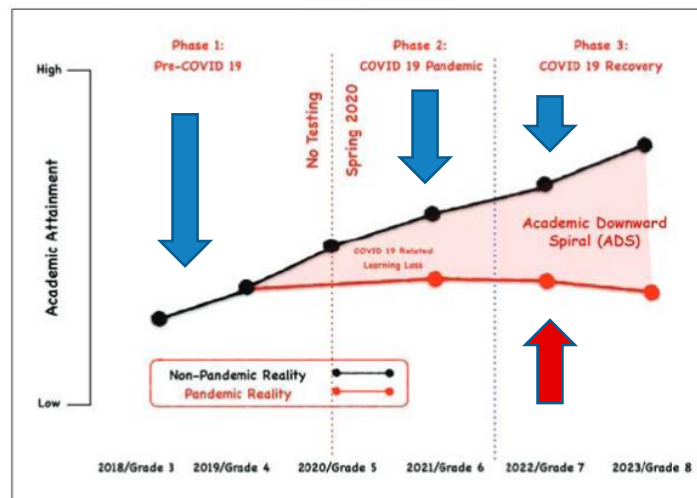 Phase 1:
Pre-COVID 19
Phase 2:
COVID 19 Pandemic
Phase 3:
COVID 19 Recovery
High
No Testing
Spring 2020
Academic Attainment
COVID 19 Related
Learning Loss
Academic Downward
Spiral (ADS)
Non-Pandemic Reality
Pandemic Reality
Low
2018/Grade 3
2019/Grade 4
2020/Grade 5
2021/Grade 6
2022/Grade 7
2023/Grade 8